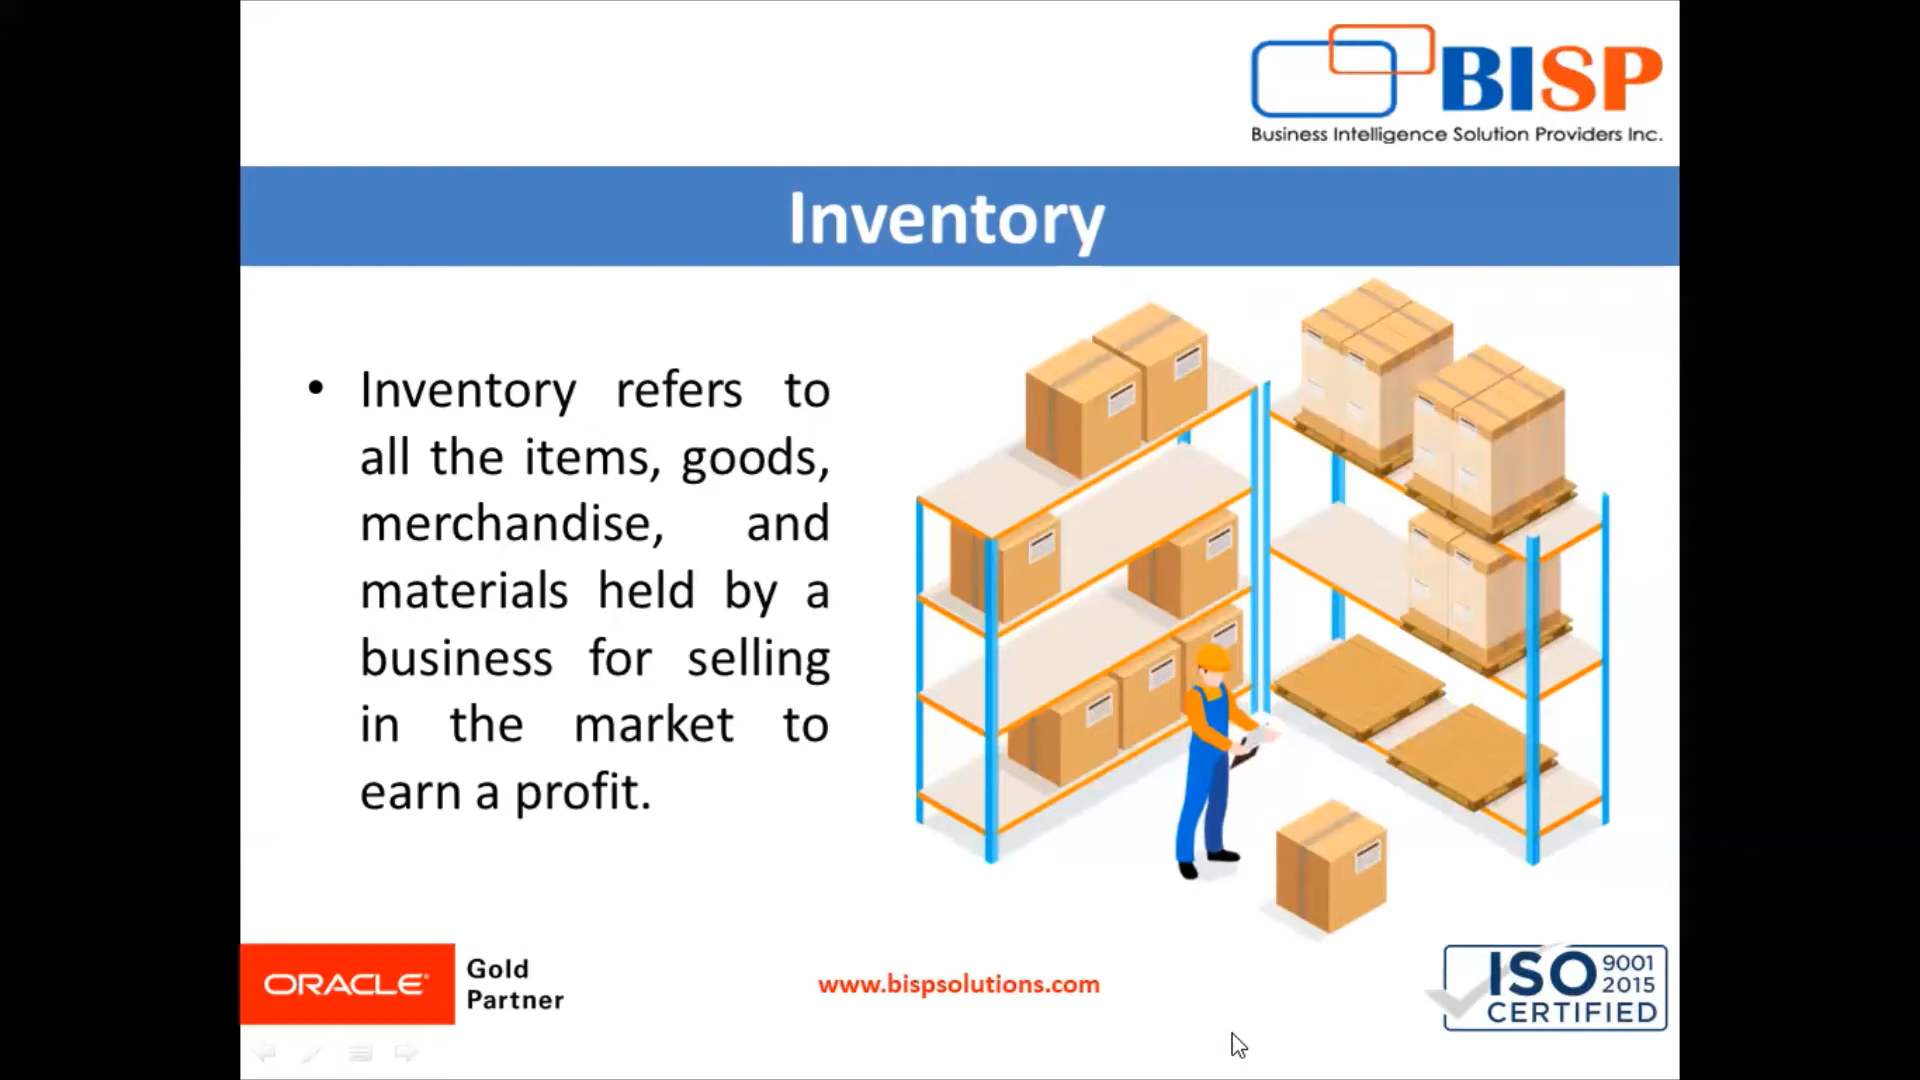 BISP
Business Intelligence Solution Providers Inc.
Inventory
• Inventory refers to
all the items, goods,
merchandise, and
materials held by a
business for selling
in the market to
earn a profit.
ORACLE®
Gold
Partner
www.bispsolutions.com
ISO 9001
2015
CERTIFIED